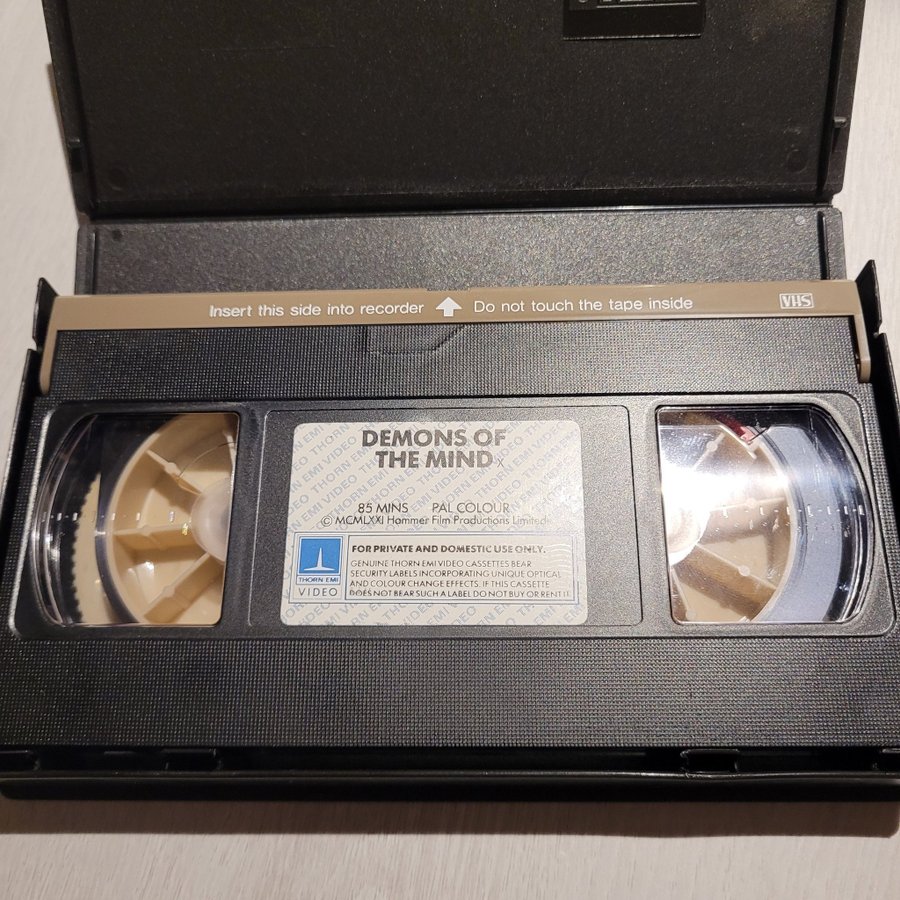 Insert this side into recorder Do not touch the tape inside VHS
DEMONS OF
THE MIND X
85 MINS PAL COLOUR
© MCMLXXI Hammer Film Productions Limited
FOR PRIVATE AND DOMESTIC USE ONLY.
GENUINE THORN EMI VIDEO CASSETTES BEAR
SECURITY LABELS INCORPORATING UNIQUE OPTICAL
AND COLOUR CHANGE EFFECTS. IF THIS CASSETTE
DOES NOT BEAR SUCH A LABEL DO NOT BUY OR RENT IT
THORN EMI
VIDEO